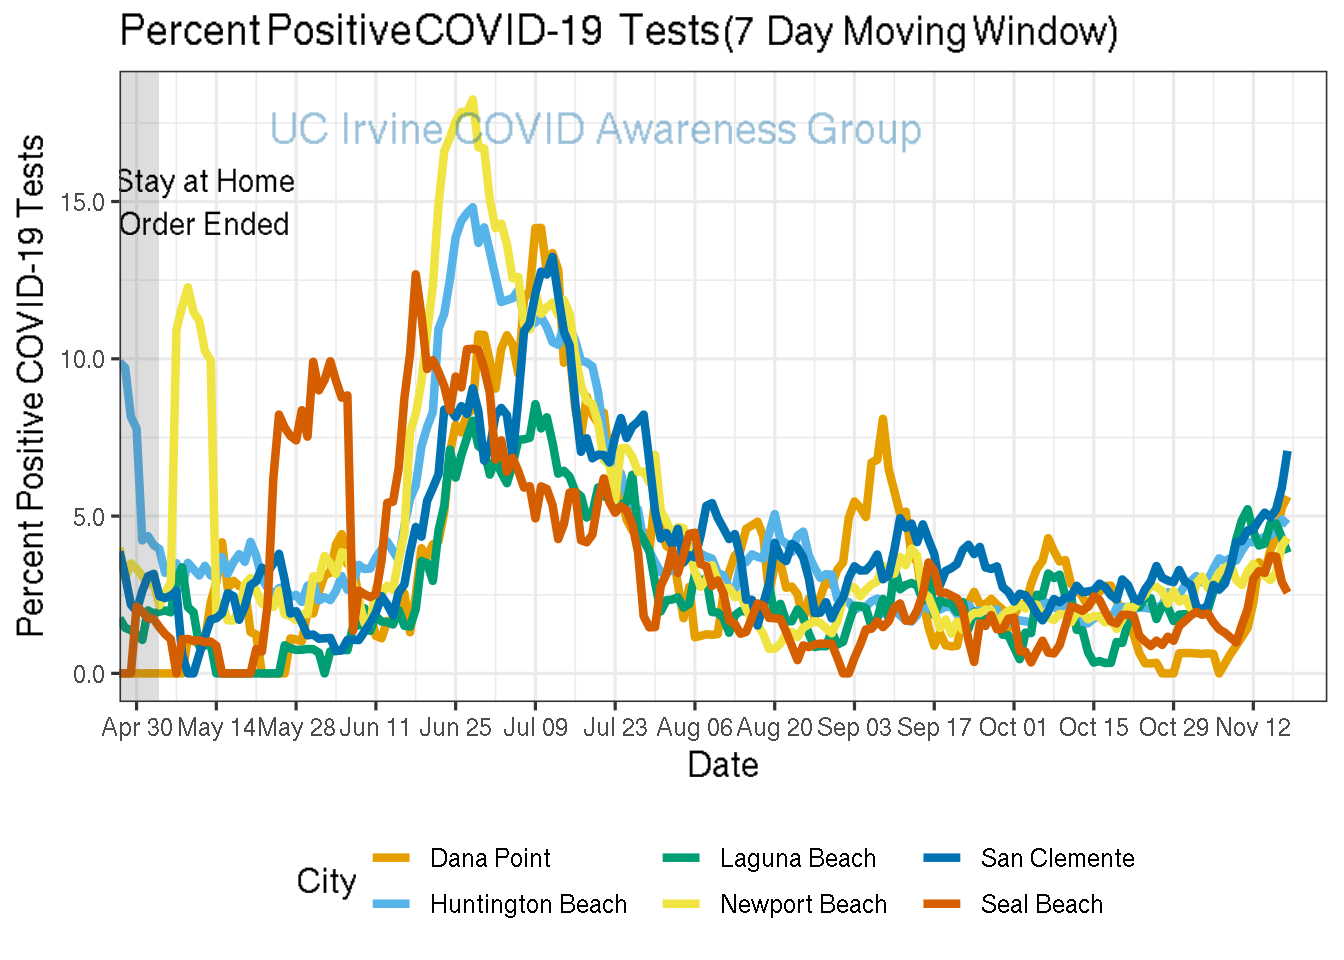 Percent Positive COVID-19 Tests(7 Day Moving Window)
UC Irvine COVID Awareness Group
Stay at Home
Order Ended
Percent Positive COVID-19 Tests
15.0
10.0
5.0
0.0
Apr 30 May 14 May 28 Jun 11 Jun 25 Jul 09 Jul 23 Aug 06 Aug 20 Sep 03 Sep 17 Oct 01 Oct 15 Oct 29 Nov 12
Date
City
Dana Point Laguna Beach San Clemente
Huntington Beach Newport Beach Seal Beach